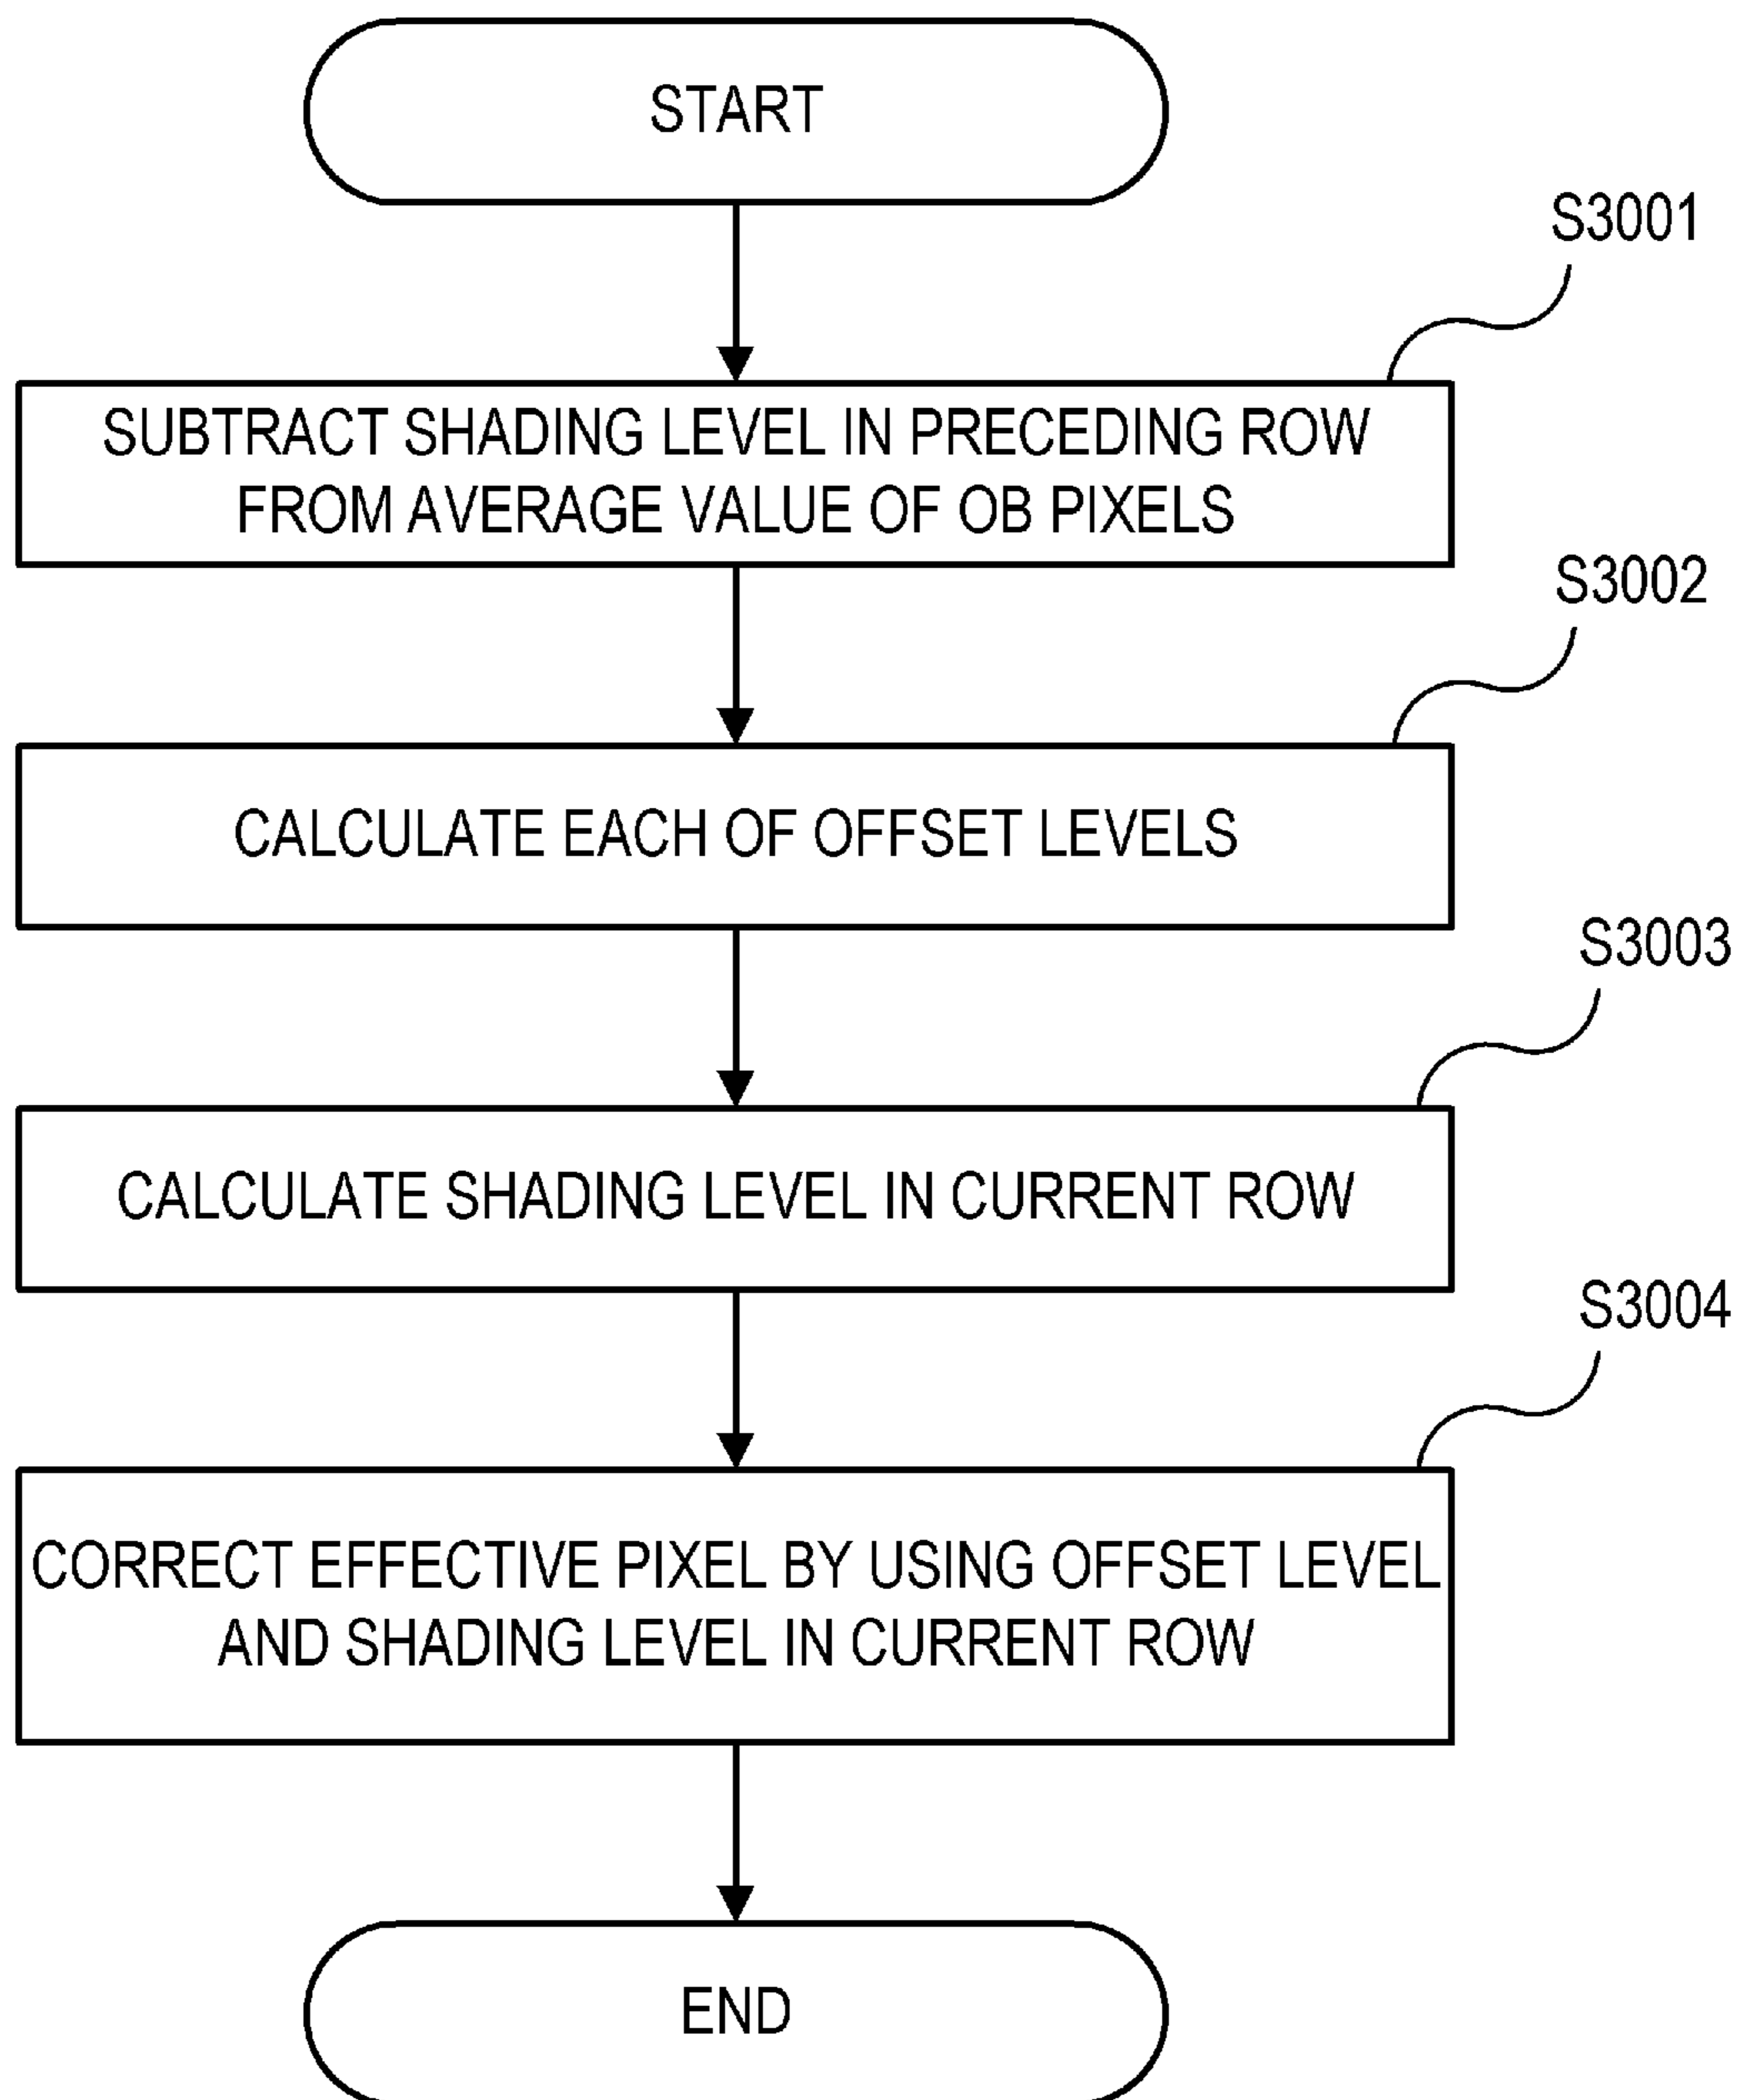 START
S3001
SUBTRACT SHADING LEVEL IN PRECEDING ROW
FROM AVERAGE VALUE OF OB PIXELS
S3002
CALCULATE EACH OF OFFSET LEVELS
S3003
CALCULATE SHADING LEVEL IN CURRENT ROW
S3004
CORRECT EFFECTIVE PIXEL BY USING OFFSET LEVEL
AND SHADING LEVEL IN CURRENT ROW
END